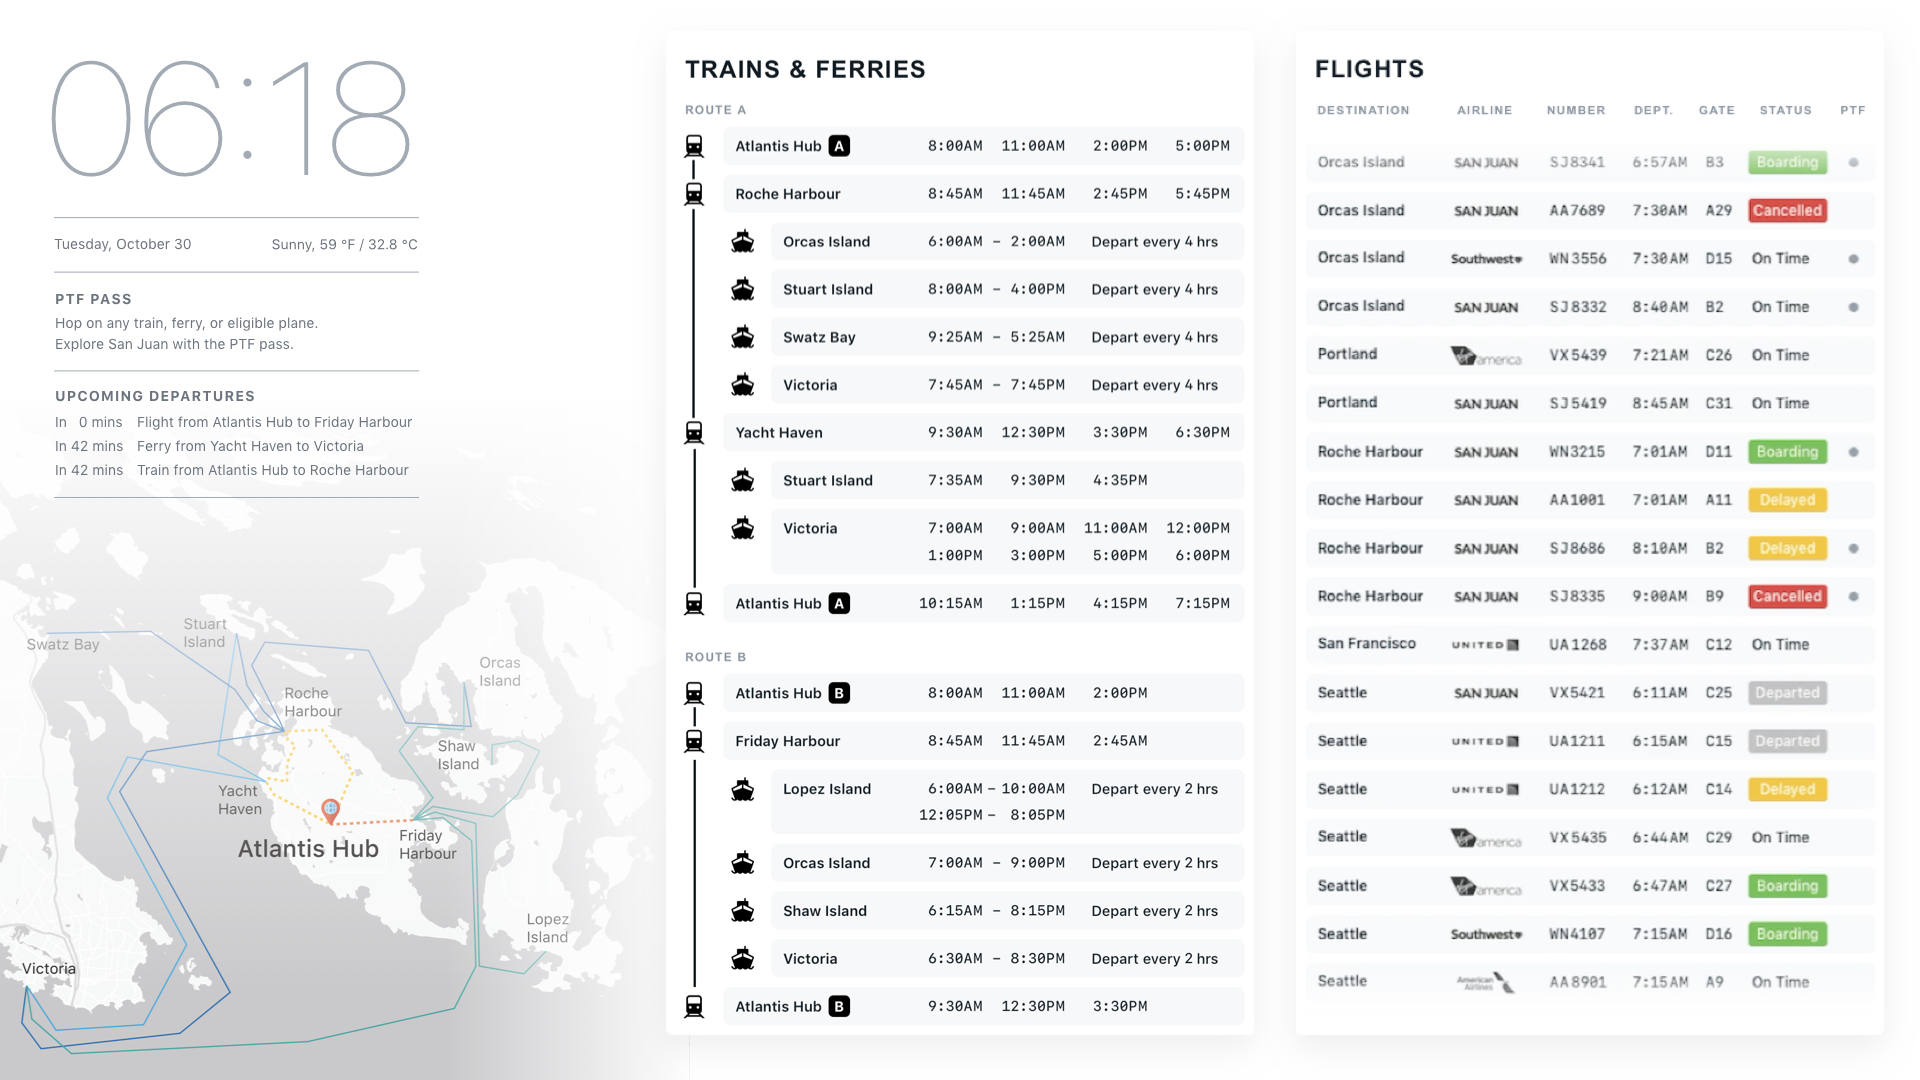 06:18
Tuesday, October 30 Sunny, 59 °F / 32.8 °C
PTF PASS
Hop on any train, ferry, or eligible plane.
Explore San Juan with the PTF pass.
UPCOMING DEPARTURES
In 0 mins Flight from Atlantis Hub to Friday Harbour
In 42 mins Ferry from Yacht Haven to Victoria
In 42 mins Train from Atlantis Hub to Roche Harbour
Swatz Bay
Stuart
Island
Roche
Harbour
Orcas
Island
Shaw
Island
Yacht
Haven
Atlantis Hub
Friday
Harbour
Lopez
Island
Victoria
TRAINS & FERRIES
ROUTE A
Atlantis Hub A 8:00AM 11:00AM 2:00PM 5:00PM
Roche Harbour 8:45AM 11:45AM 2:45PM 5:45PM
Orcas Island 6:00AM – 2:00AM Depart every 4 hrs
Stuart Island 8:00AM – 4:00PM Depart every 4 hrs
Swatz Bay 9:25AM – 5:25AM Depart every 4 hrs
Victoria 7:45AM – 7:45PM Depart every 4 hrs
Yacht Haven 9:30AM 12:30PM 3:30PM 6:30PM
Stuart Island 7:35AM 9:30PM 4:35PM
Victoria 7:00AM 9:00AM 11:00AM 12:00PM
1:00PM 3:00PM 5:00PM 6:00PM
Atlantis Hub A 10:15AM 1:15PM 4:15PM 7:15PM
ROUTE B
Atlantis Hub B 8:00AM 11:00AM 2:00PM
Friday Harbour 8:45AM 11:45AM 2:45AM
Lopez Island 6:00AM – 10:00AM Depart every 2 hrs
12:05PM – 8:05PM
Orcas Island 7:00AM – 9:00PM Depart every 2 hrs
Shaw Island 6:15AM – 8:15PM Depart every 2 hrs
Victoria 6:30AM – 8:30PM Depart every 2 hrs
Atlantis Hub B 9:30AM 12:30PM 3:30PM
FLIGHTS
DESTINATION AIRLINE NUMBER DEPT. GATE STATUS PTF
Orcas Island SAN JUAN SJ8341 6:57AM B3 Boarding
Orcas Island SAN JUAN AA7689 7:30AM A29 Cancelled
Orcas Island Southwest WN3556 7:30AM D15 On Time
Orcas Island SAN JUAN SJ8332 8:40AM B2 On Time
Portland Virgin america VX5439 7:21AM C26 On Time
Portland SAN JUAN SJ5419 8:45AM C31 On Time
Roche Harbour SAN JUAN WN3215 7:01AM D11 Boarding
Roche Harbour SAN JUAN AA1001 7:01AM A11 Delayed
Roche Harbour SAN JUAN SJ8686 8:10AM B2 Delayed
Roche Harbour SAN JUAN SJ8335 9:00AM B9 Cancelled
San Francisco UNITED UA1268 7:37AM C12 On Time
Seattle SAN JUAN VX5421 6:11AM C25 Departed
Seattle UNITED UA1211 6:15AM C15 Departed
Seattle UNITED UA1212 6:12AM C14 Delayed
Seattle Virgin america VX5435 6:44AM C29 On Time
Seattle Virgin america VX5433 6:47AM C27 Boarding
Seattle Southwest WN4107 7:15AM D16 Boarding
Seattle American Airlines AA8901 7:15AM A9 On Time